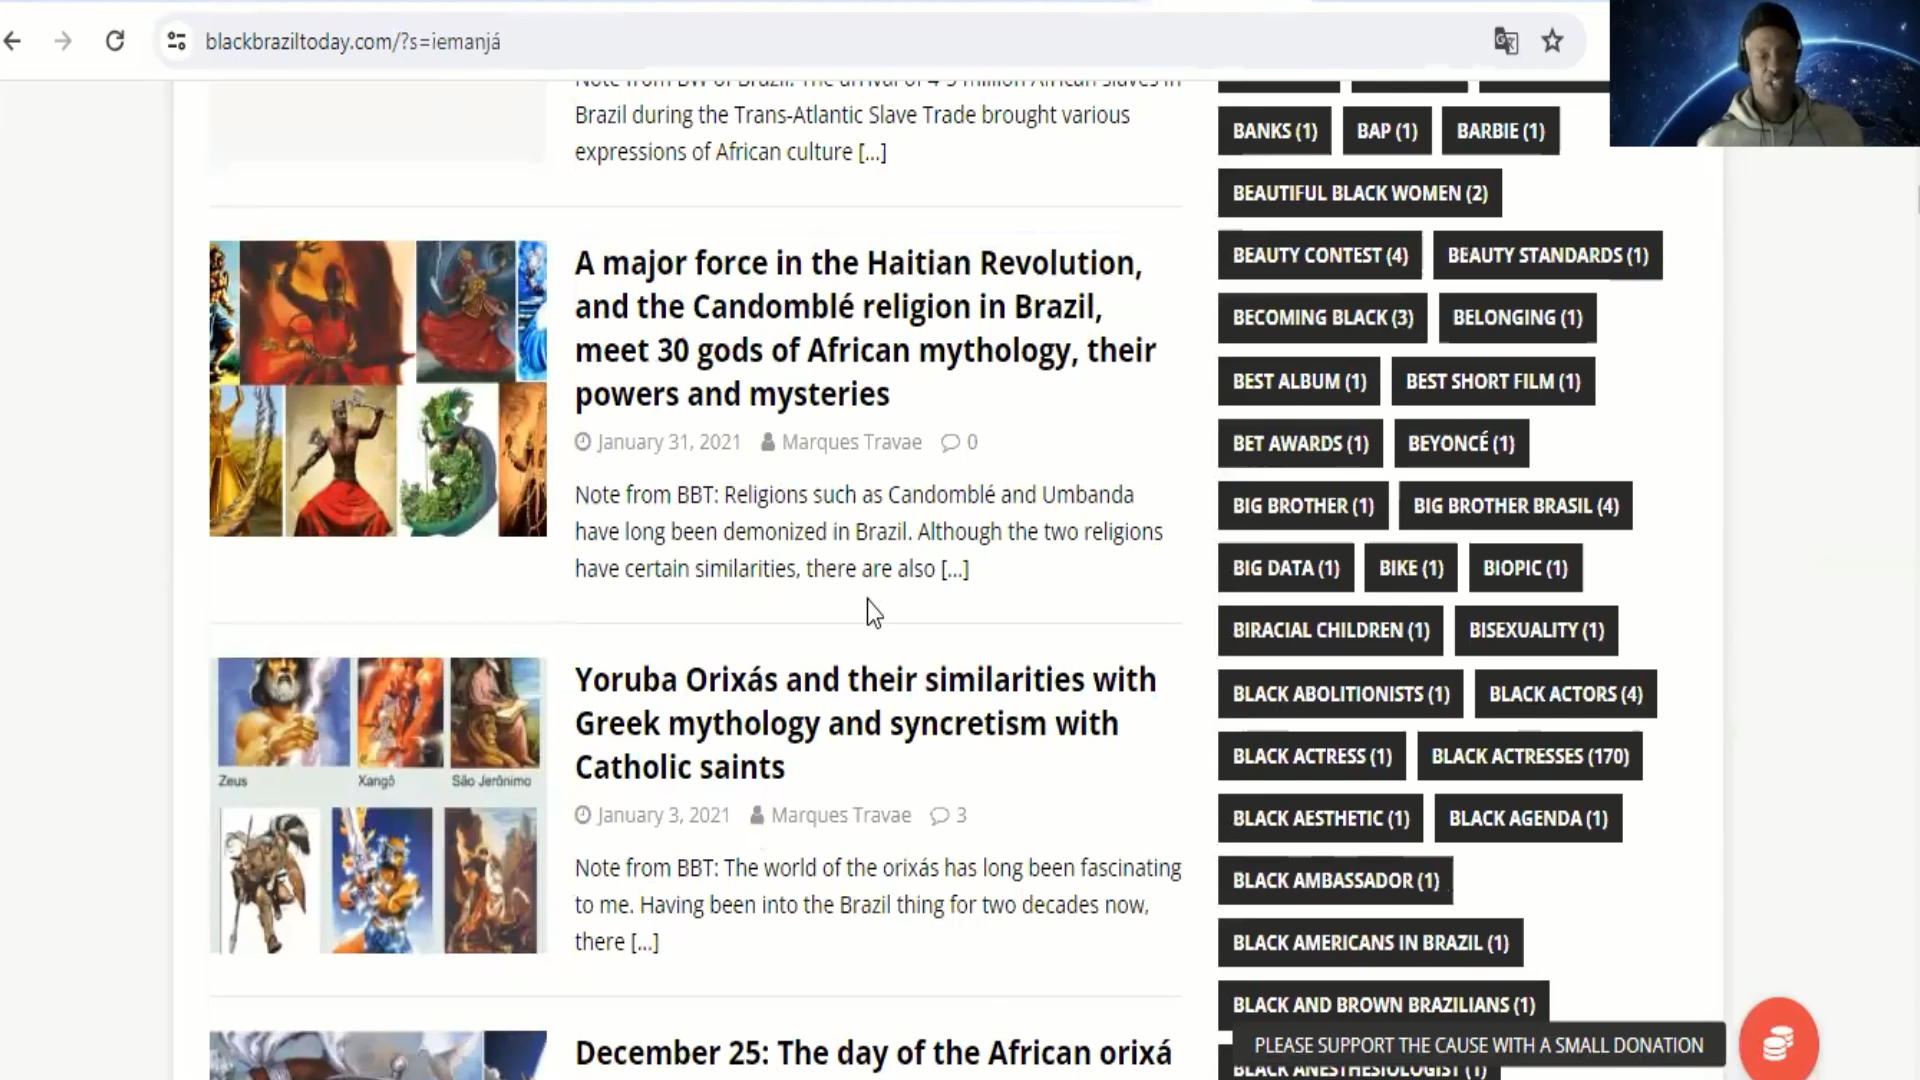 blackbraziltoday.com/?s=iemanjá
Brazil during the Trans-Atlantic Slave Trade brought various
expressions of African culture [...]
A major force in the Haitian Revolution,
and the Candomblé religion in Brazil,
meet 30 gods of African mythology, their
powers and mysteries
January 31, 2021 Marques Travae 0
Note from BBT: Religions such as Candomblé and Umbanda
have long been demonized in Brazil. Although the two religions
have certain similarities, there are also [...]
Zeus Xangô São Jerônimo
Yoruba Orixás and their similarities with
Greek mythology and syncretism with
Catholic saints
January 3, 2021 Marques Travae 3
Note from BBT: The world of the orixás has long been fascinating
to me. Having been into the Brazil thing for two decades now,
there [...]
December 25: The day of the African orixá
BANKS (1) BAP (1) BARBIE (1)
BEAUTIFUL BLACK WOMEN (2)
BEAUTY CONTEST (4) BEAUTY STANDARDS (1)
BECOMING BLACK (3) BELONGING (1)
BEST ALBUM (1) BEST SHORT FILM (1)
BET AWARDS (1) BEYONCÉ (1)
BIG BROTHER (1) BIG BROTHER BRASIL (4)
BIG DATA (1) BIKE (1) BIOPIC (1)
BIRACIAL CHILDREN (1) BISEXUALITY (1)
BLACK ABOLITIONISTS (1) BLACK ACTORS (4)
BLACK ACTRESS (1) BLACK ACTRESSES (170)
BLACK AESTHETIC (1) BLACK AGENDA (1)
BLACK AMBASSADOR (1)
BLACK AMERICANS IN BRAZIL (1)
BLACK AND BROWN BRAZILIANS (1)
PLEASE SUPPORT THE CAUSE WITH A SMALL DONATION
BLACK ANESTHESIOLOGIST (1)